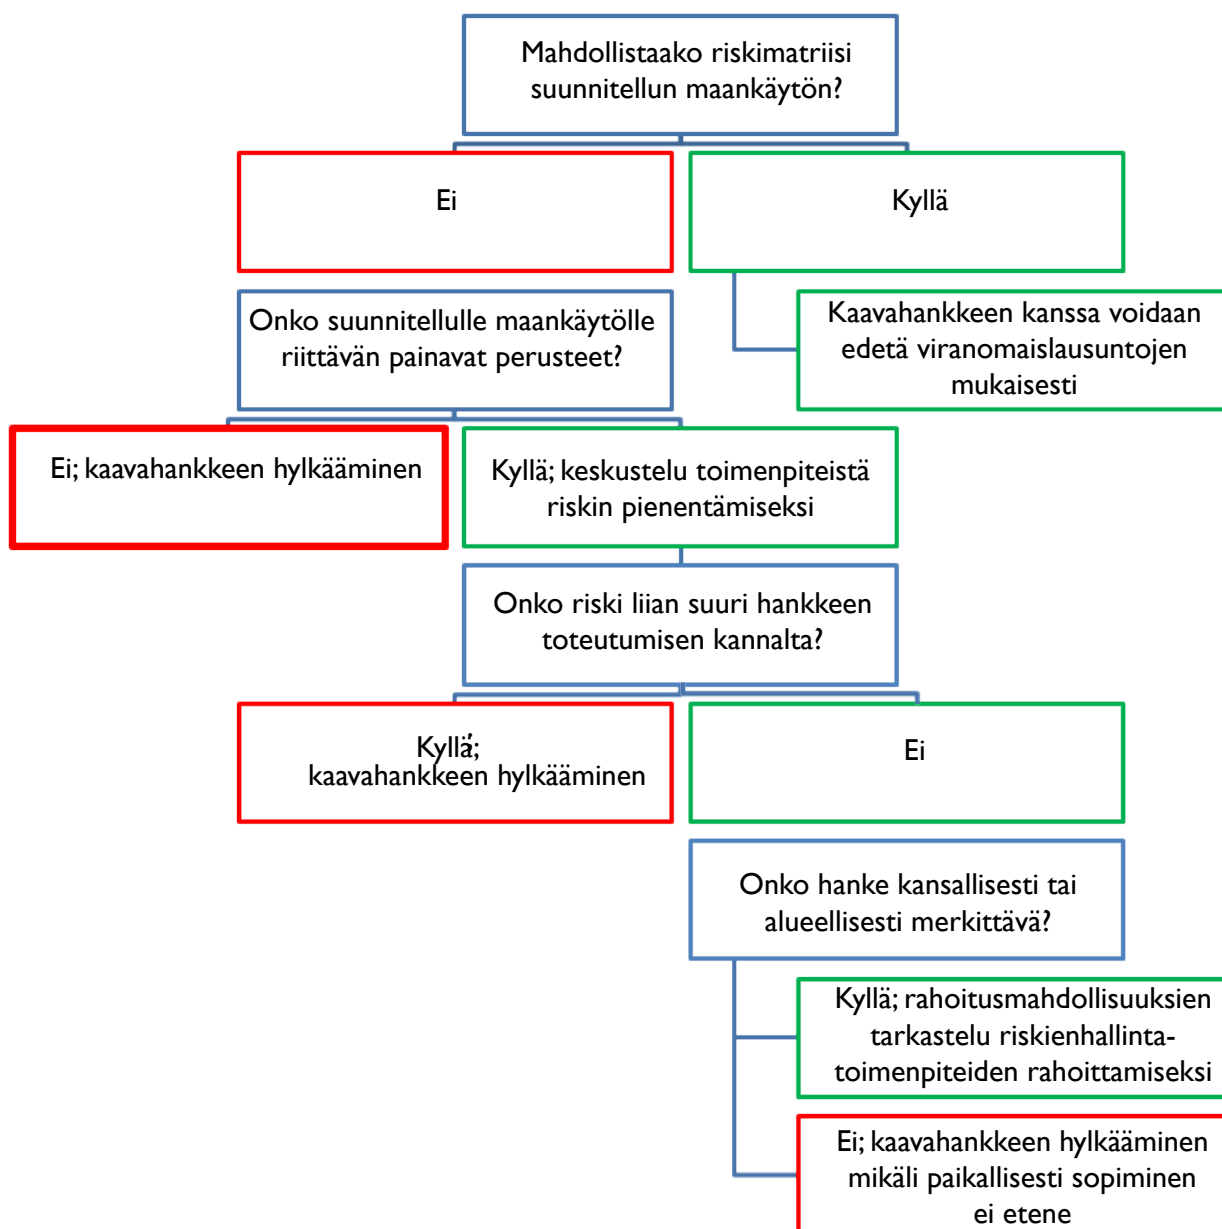 Mahdollistaako riskimatriisi
suunnitellun maankäytön?
Ei
Kyllä
Onko suunnitellulle maankäytölle
riittävän painavat perusteet?
Kaavahankkeen kanssa voidaan
edetä viranomaislausuntojen
mukaisesti
Ei; kaavahankkeen hylkääminen
Kyllä; keskustelu toimenpiteistä
riskin pienentämiseksi
Onko riski liian suuri hankkeen
toteutumisen kannalta?
Kyllä;
kaavahankkeen hylkääminen
Ei
Onko hanke kansallisesti tai
alueellisesti merkittävä?
Kyllä; rahoitusmahdollisuuksien
tarkastelu riskienhallinta-
toimenpiteiden rahoittamiseksi
Ei; kaavahankkeen hylkääminen
mikäli paikallisesti sopiminen
ei etene